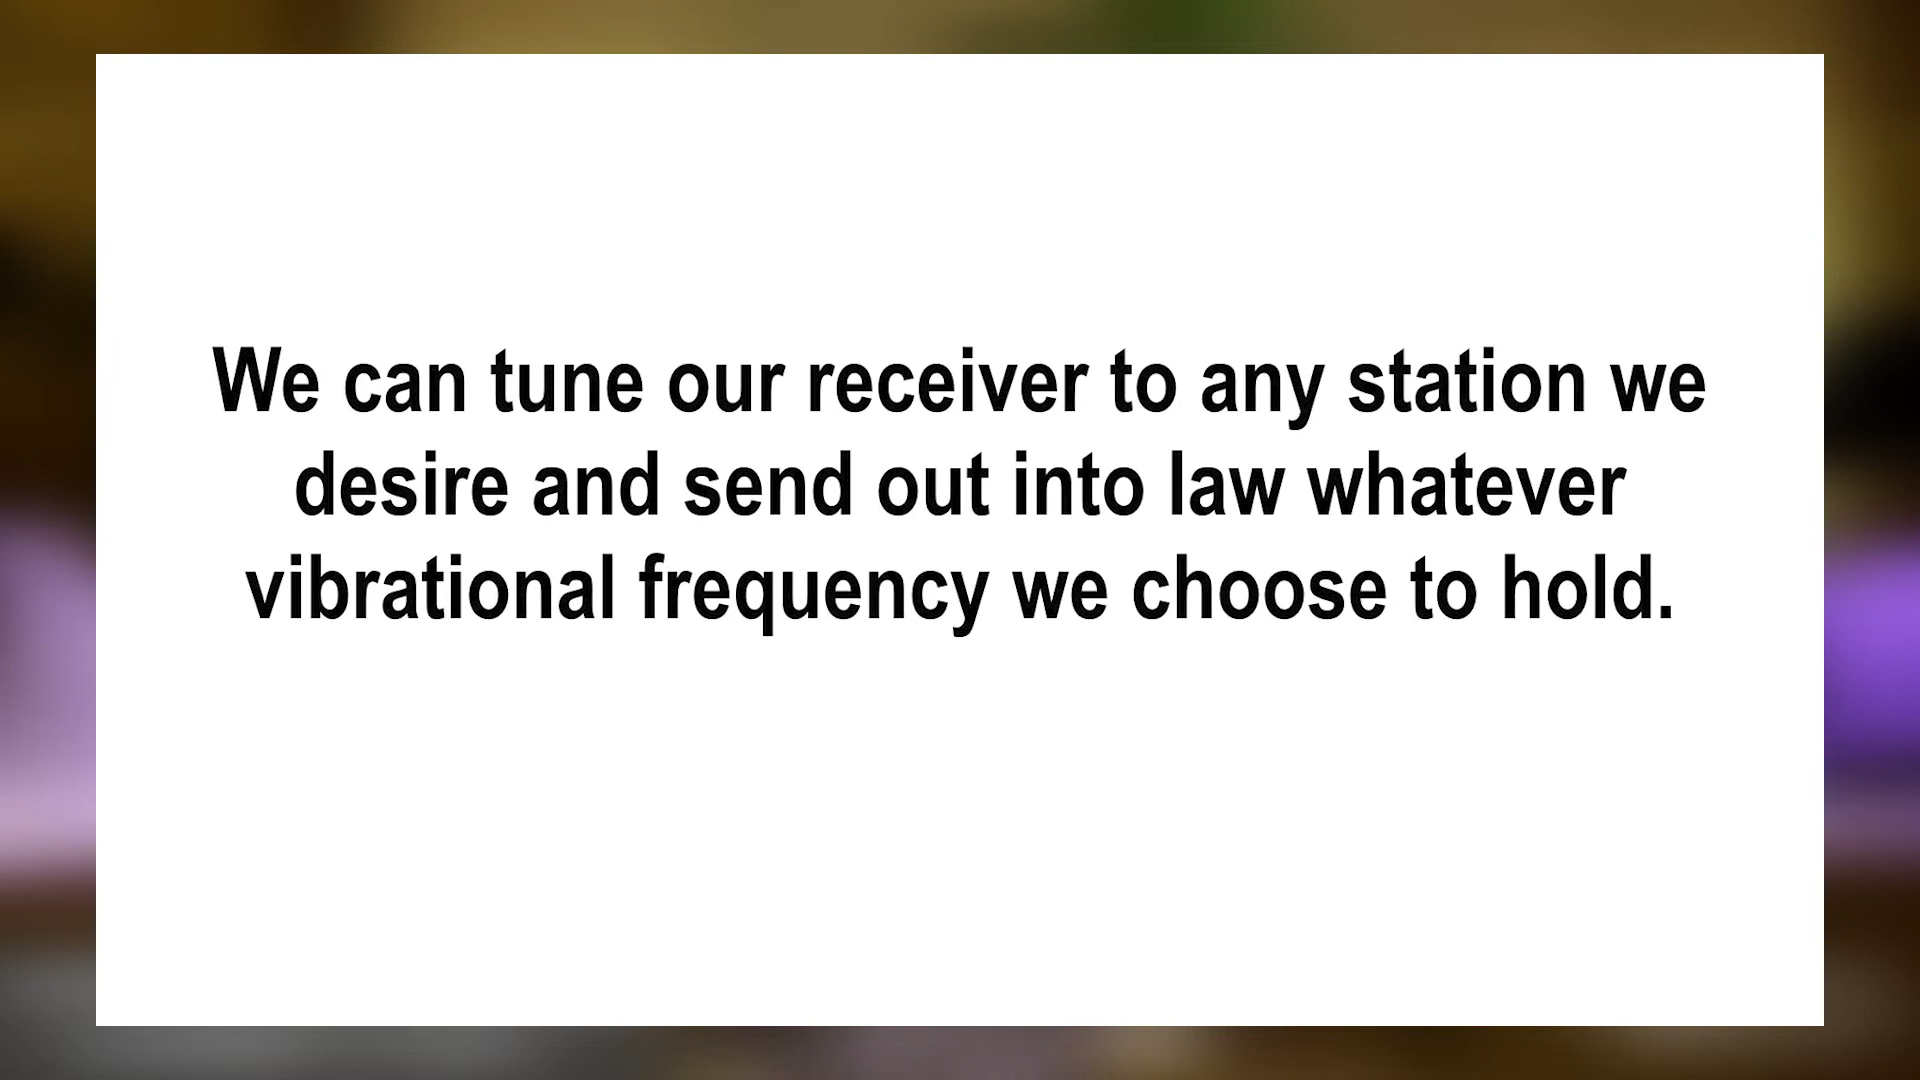 We can tune our receiver to any station we
desire and send out into law whatever
vibrational frequency we choose to hold.